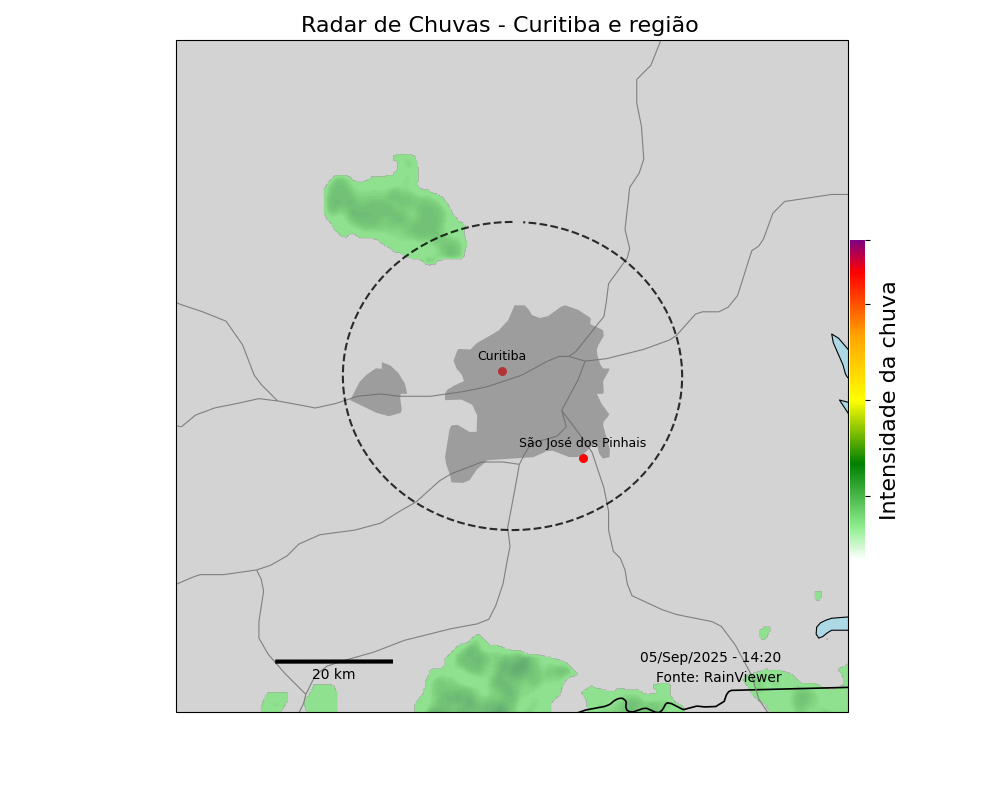 Radar de Chuvas - Curitiba e região
Curitiba
São José dos Pinhais
Intensidade da chuva
05/Sep/2025 - 14:20
Fonte: RainViewer
20 km